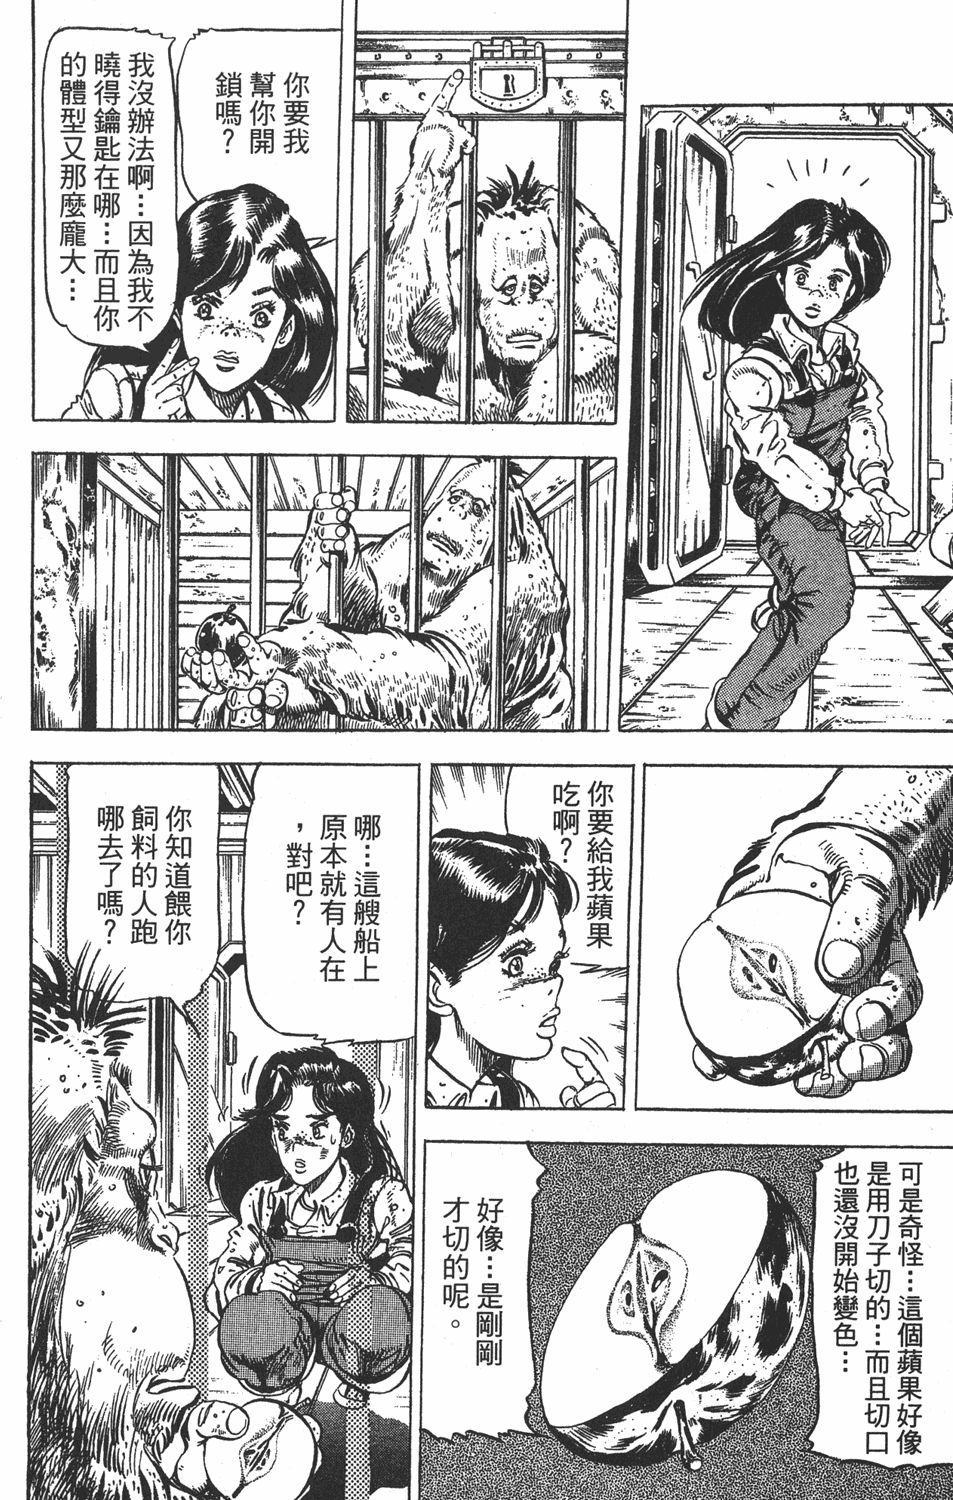 你要我
幫你開
鎖嗎？
我沒辦法啊…因為我不
曉得鑰匙在哪…而且你
的體型又那麼龐大…
你要給我蘋果
吃啊？
可是奇怪…這個蘋果好像
是用刀子切的…而且切口
也還沒開始變色…
好像…是剛剛
才切的呢。
哪…這艘船上
原本就有人在
，對吧？
你知道餵你
飼料的人跑
哪去了嗎？